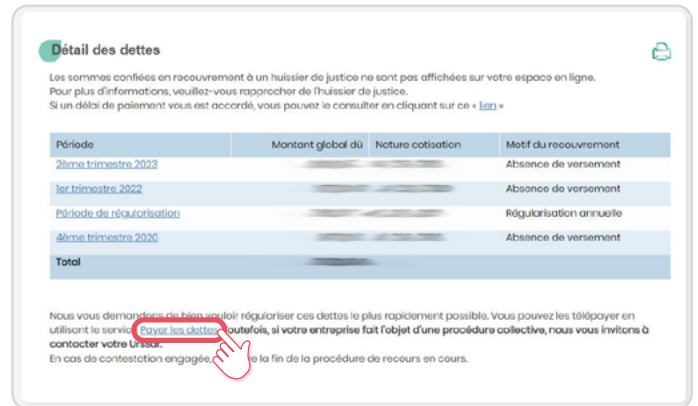 Détail des dettes
Les sommes confiées en recouvrement à un huissier de justice ne sont pas affichées sur votre espace en ligne.
Pour plus d'informations, veuillez-vous rapprocher de l'huissier de justice.
Si un délai de paiement vous est accordé, vous pouvez le consulter en cliquant sur ce « lien »
Période Montant global dû Nature cotisation Motif du recouvrement
2ème trimestre 2023 Absence de versement
1er trimestre 2022 Absence de versement
Période de régularisation Régularisation annuelle
4ème trimestre 2020 Absence de versement
Total
Nous vous demandons de bien vouloir régulariser ces dettes le plus rapidement possible. Vous pouvez les télépayer en
utilisant le service Payer les dettes outefois, si votre entreprise fait l'objet d'une procédure collective, nous vous invitons à
contacter votre Urssaf.
En cas de contestation engagée, la fin de la procédure de recours en cours.